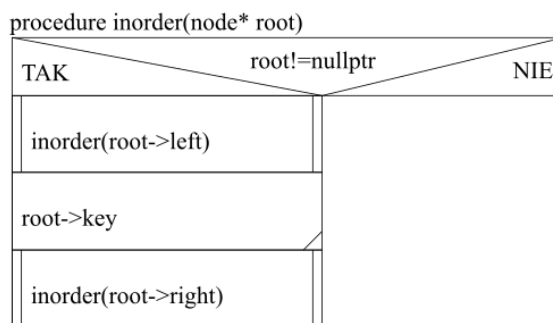 procedure inorder(node* root)
root!=nullptr
TAK
NIE
inorder(root->left)
root->key
inorder(root->right)